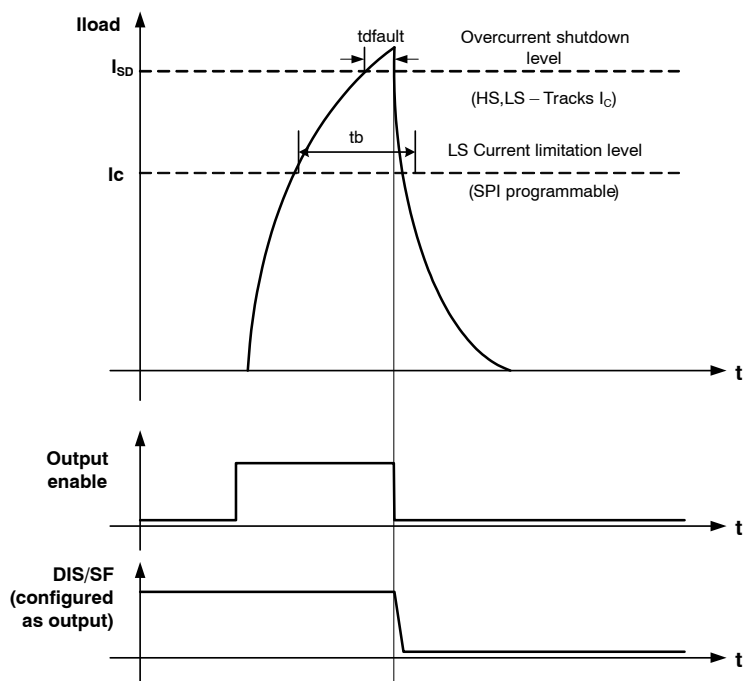 Iload
tdfault
Overcurrent shutdown
level
ISD
(HS,LS – Tracks IC)
tb
LS Current limitation level
Ic
(SPI programmable)
t
Output
enable
t
DIS/SF
(configured
as output)
t